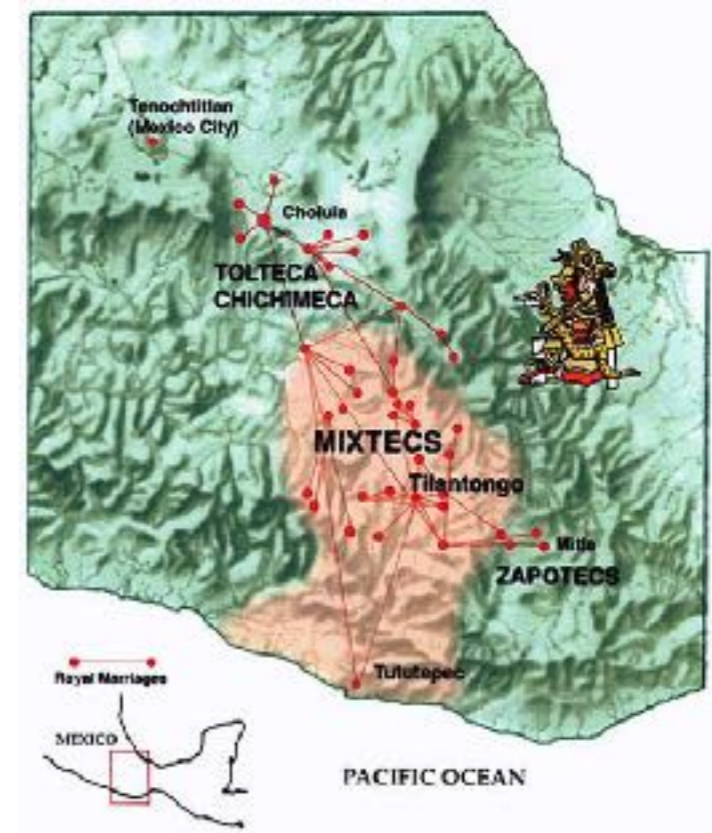 Tenochtitlan
(Mexico City)
Cholula
TOLTECA
CHICHIMECA
MIXTECS
Tilantongo
Mitla
ZAPOTECS
Tututepec
Royal Marriages
MEXICO
PACIFIC OCEAN